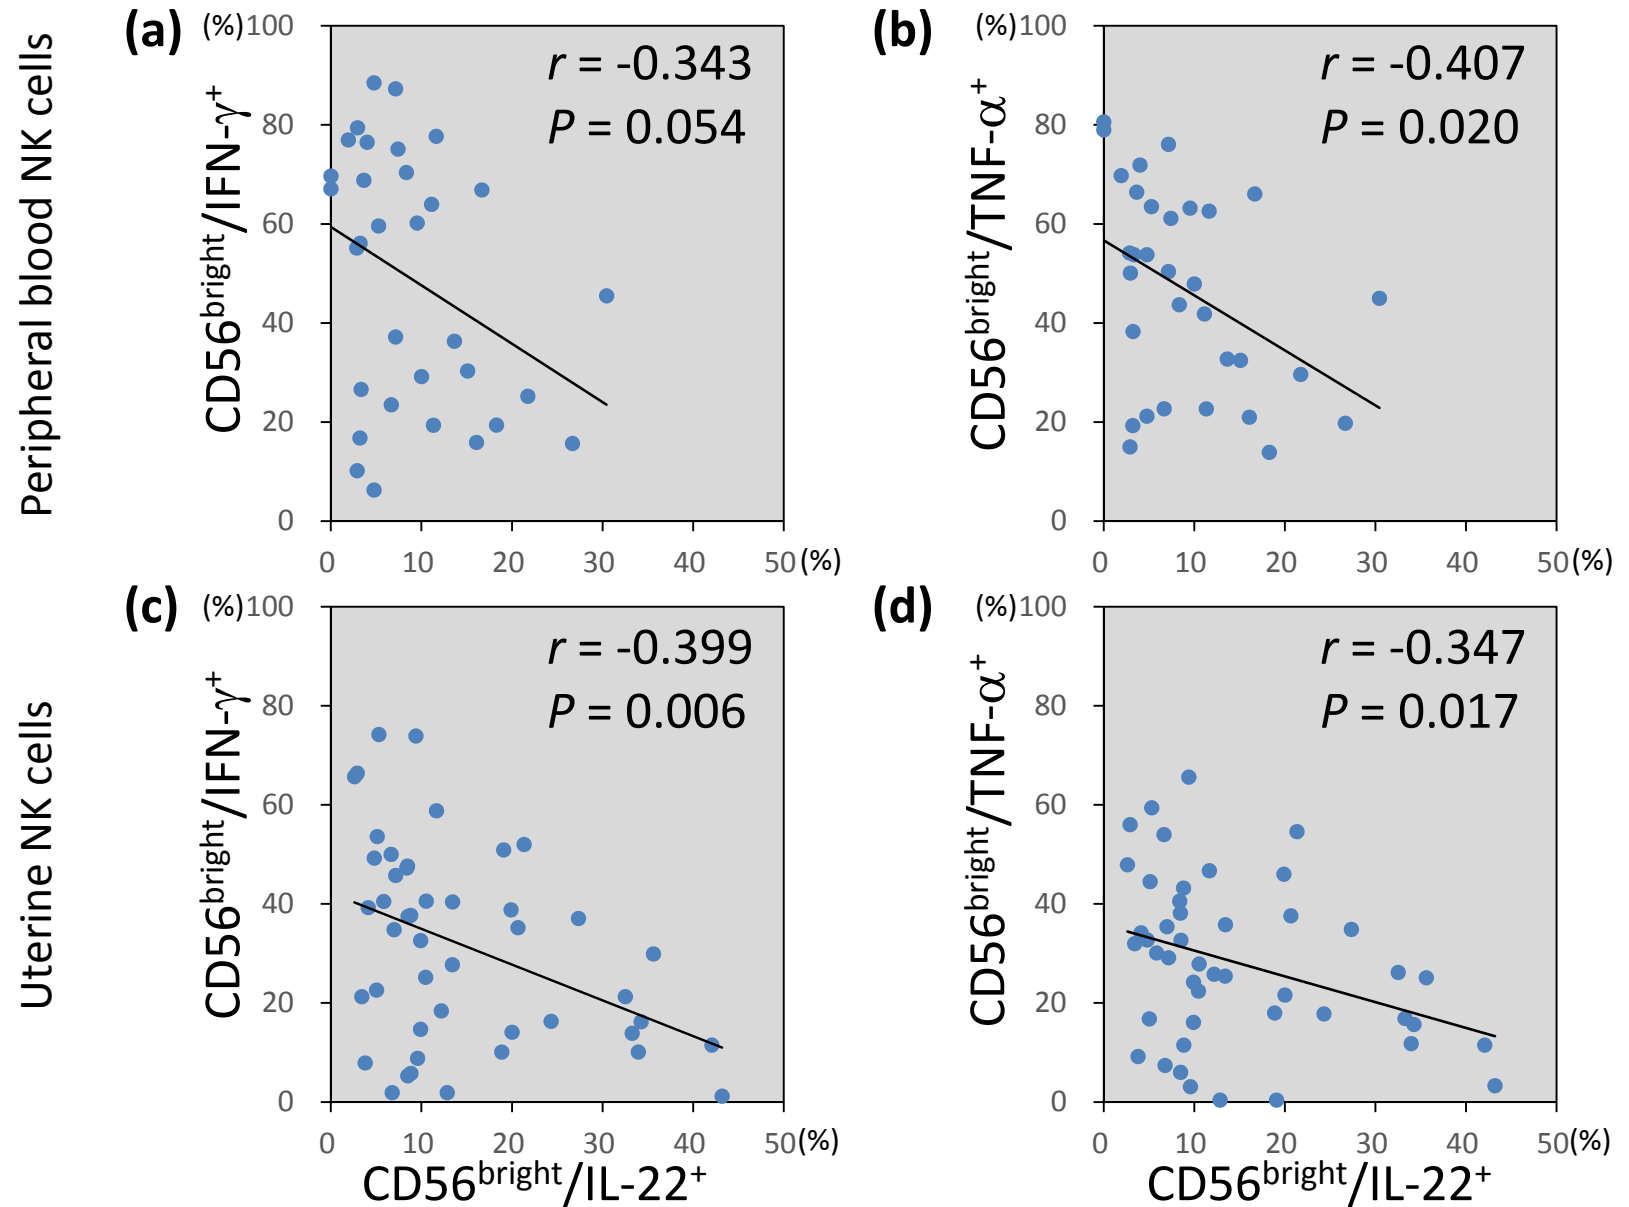 Peripheral blood NK cells
(a)
(%)100
80
60
40
20
0
CD56bright/IFN-γ+
r = -0.343
P = 0.054
0 10 20 30 40 50(%)
(b)
(%)100
80
60
40
20
0
CD56bright/TNF-α+
r = -0.407
P = 0.020
0 10 20 30 40 50(%)
Uterine NK cells
(c)
(%)100
80
60
40
20
0
CD56bright/IFN-γ+
r = -0.399
P = 0.006
0 10 20 30 40 50(%)
CD56bright/IL-22+
(d)
(%)100
80
60
40
20
0
CD56bright/TNF-α+
r = -0.347
P = 0.017
0 10 20 30 40 50(%)
CD56bright/IL-22+